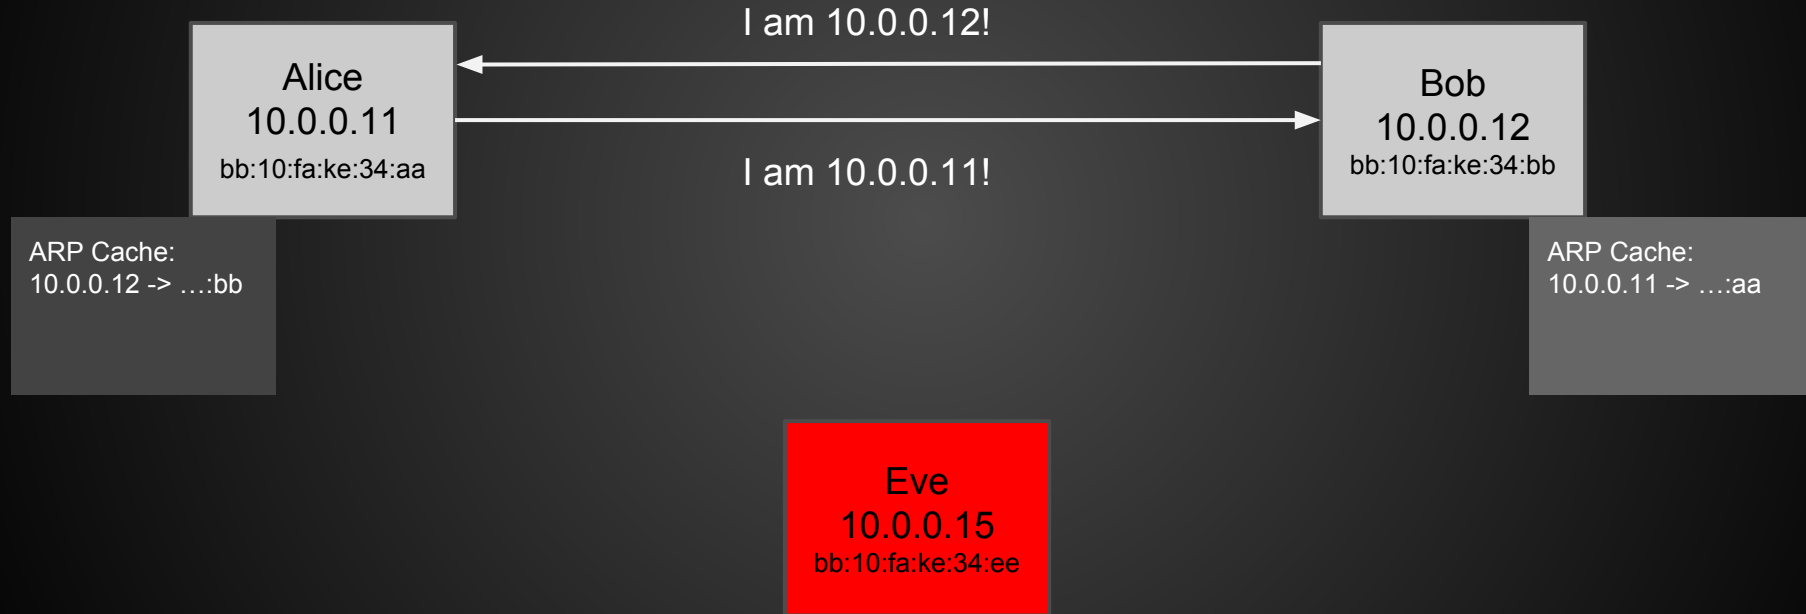 I am 10.0.0.12!
Alice
10.0.0.11
bb:10:fa:ke:34:aa
Bob
10.0.0.12
bb:10:fa:ke:34:bb
I am 10.0.0.11!
ARP Cache:
10.0.0.12 -> …:bb
ARP Cache:
10.0.0.11 -> …:aa
Eve
10.0.0.15
bb:10:fa:ke:34:ee